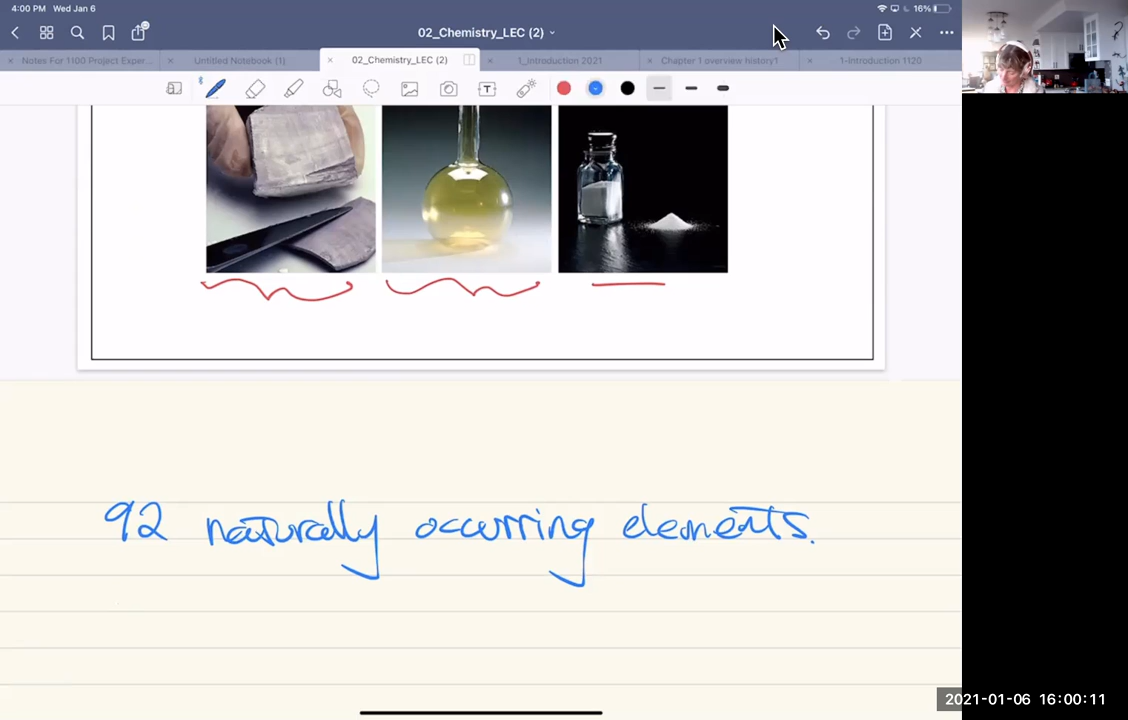 4:00 PM Wed Jan 6
16%
02_Chemistry_LEC (2)
Notes For 1100 Project Exper...
Untitled Notebook (1)
02_Chemistry_LEC (2)
1_Introduction 2021
Chapter 1 overview history1
1-Introduction 1120
T
92 naturally occurring elements.
2021-01-06 16:00:11